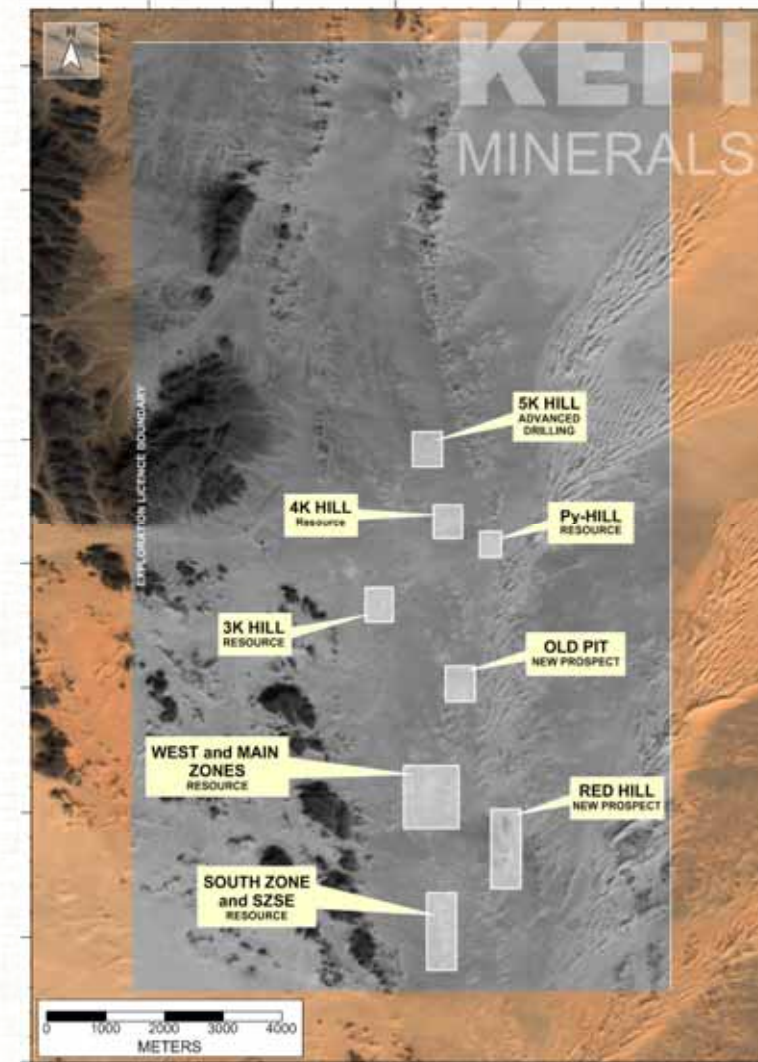 N
KEFI
MINERALS
EXPLORATION LICENCE BOUNDARY
5K HILL
ADVANCED
DRILLING
4K HILL
Resource
Py-HILL
RESOURCE
3K HILL
RESOURCE
OLD PIT
NEW PROSPECT
WEST and MAIN
ZONES
RESOURCE
RED HILL
NEW PROSPECT
SOUTH ZONE
and SZSE
RESOURCE
0 1000 2000 3000 4000
METERS